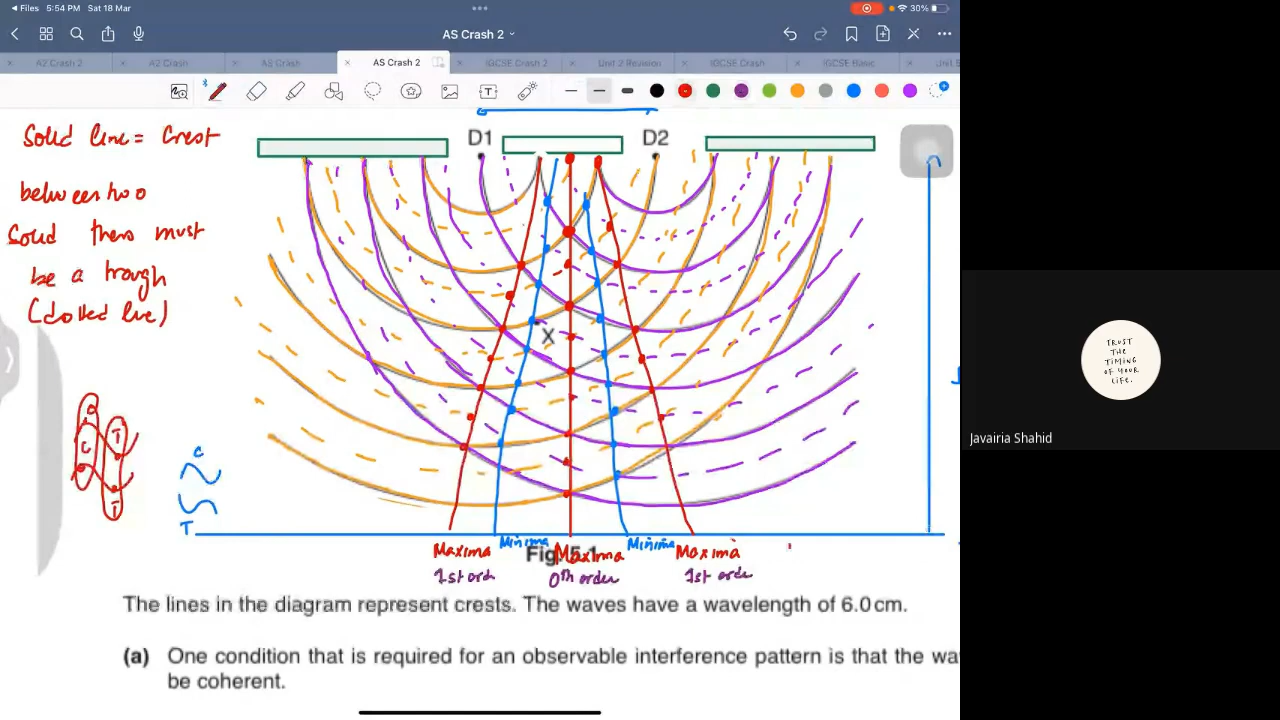 Files 5:54 PM Sat 18 Mar
30%
AS Crash 2
A2 Crash 2
A2 Crash
AS Crash
AS Crash 2
IGCSE Crash 2
Unit 2 Revision
IGCSE Crash
IGCSE Basic
Unit 5
Solid line = Crest
between two
Solid there must
be a trough
(dotted line)
D1
D2
X
C
T
C
T
T
Maxima
Minima
Maxima
Minima
Maxima
1st ord
0th order
1st order
Fig. 5.1
The lines in the diagram represent crests. The waves have a wavelength of 6.0 cm.
(a) One condition that is required for an observable interference pattern is that the wa
be coherent.
TRUST
THE
TIMING
OF YOUR
LIFE.
Javairia Shahid